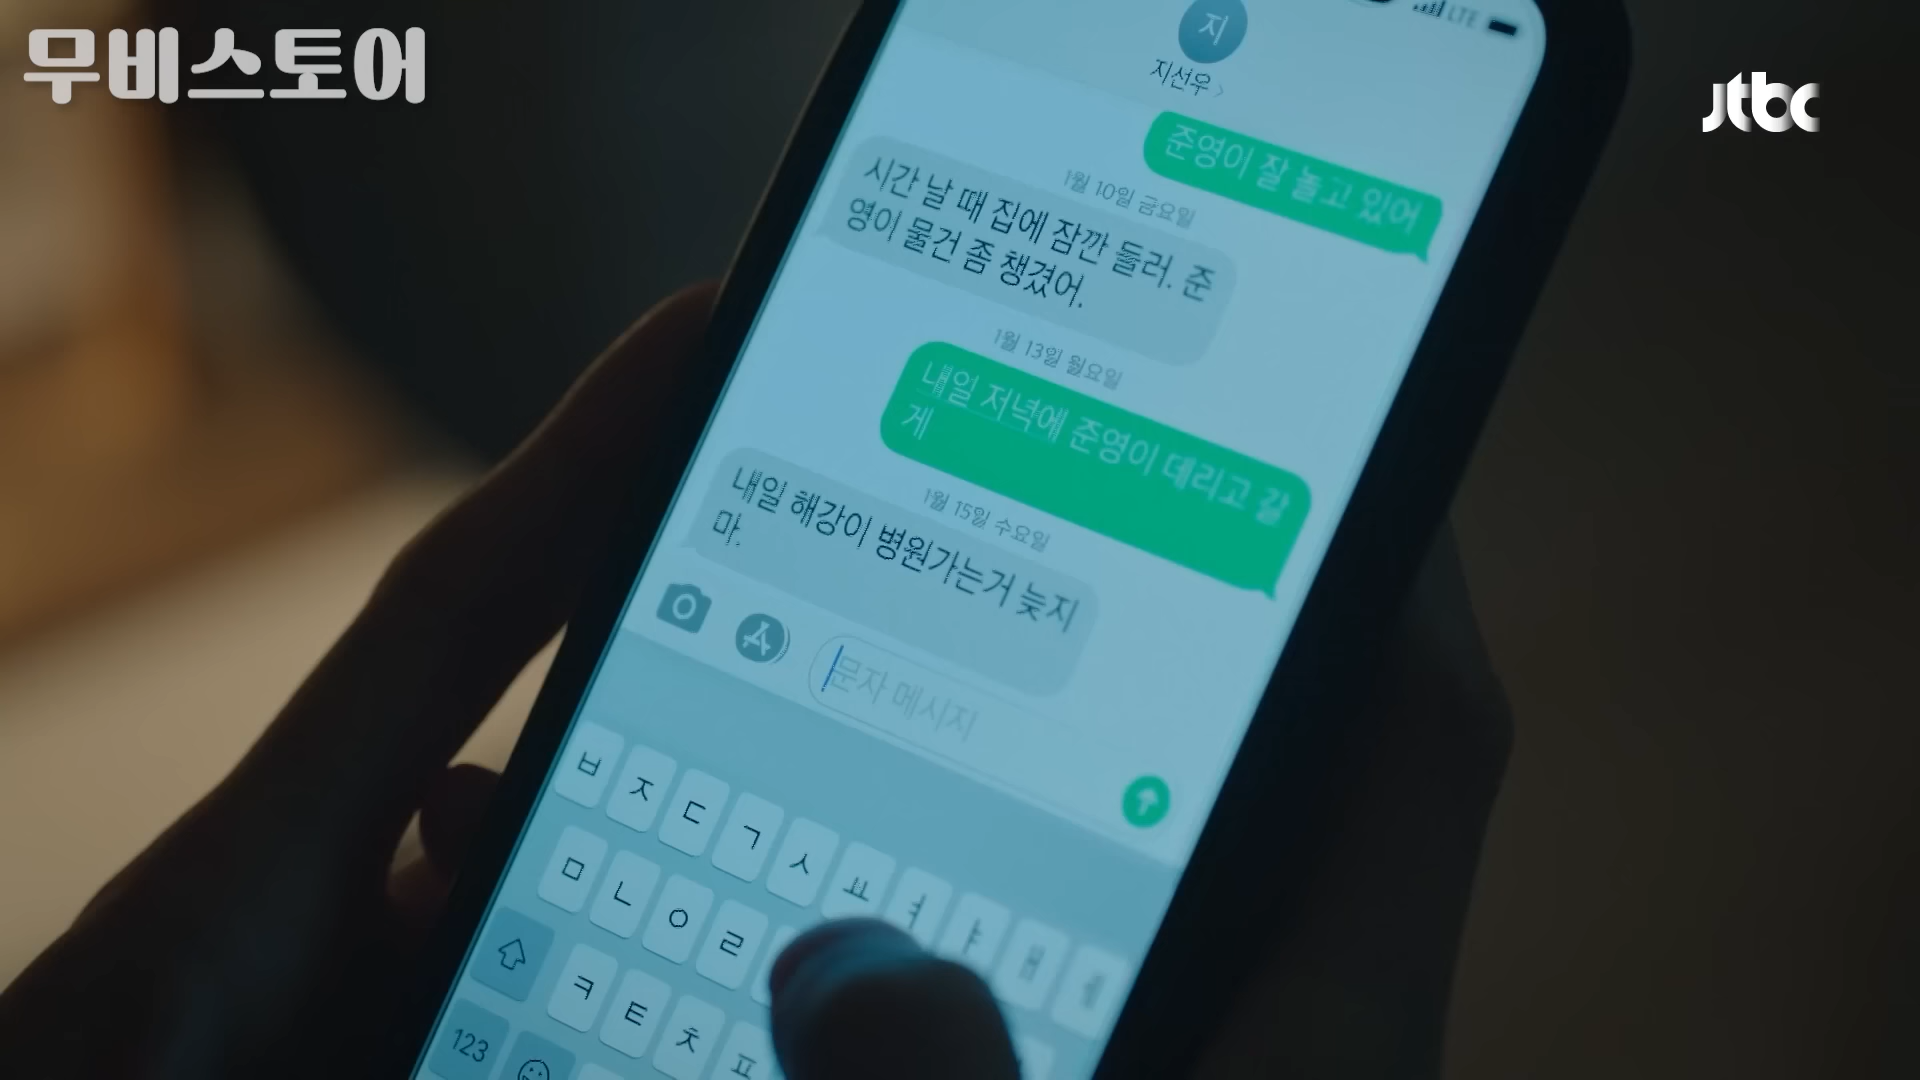 무비스토어
jtbc
LTE
지
지선우 >
준영이 잘 놀고 있어
1월 10일 금요일
시간 날 때 집에 잠깐 들러. 준
영이 물건 좀 챙겼어.
1월 13일 월요일
내일 저녁에 준영이 데리고 갈
게
1월 15일 수요일
내일 해강이 병원가는거 늦지
마.
문자 메시지
ㅂ ㅈ ㄷ ㄱ ㅅ ㅛ ㅕ ㅑ ㅐ ㅔ
ㅁ ㄴ ㅇ ㄹ
ㅋ ㅌ ㅊ ㅍ
123